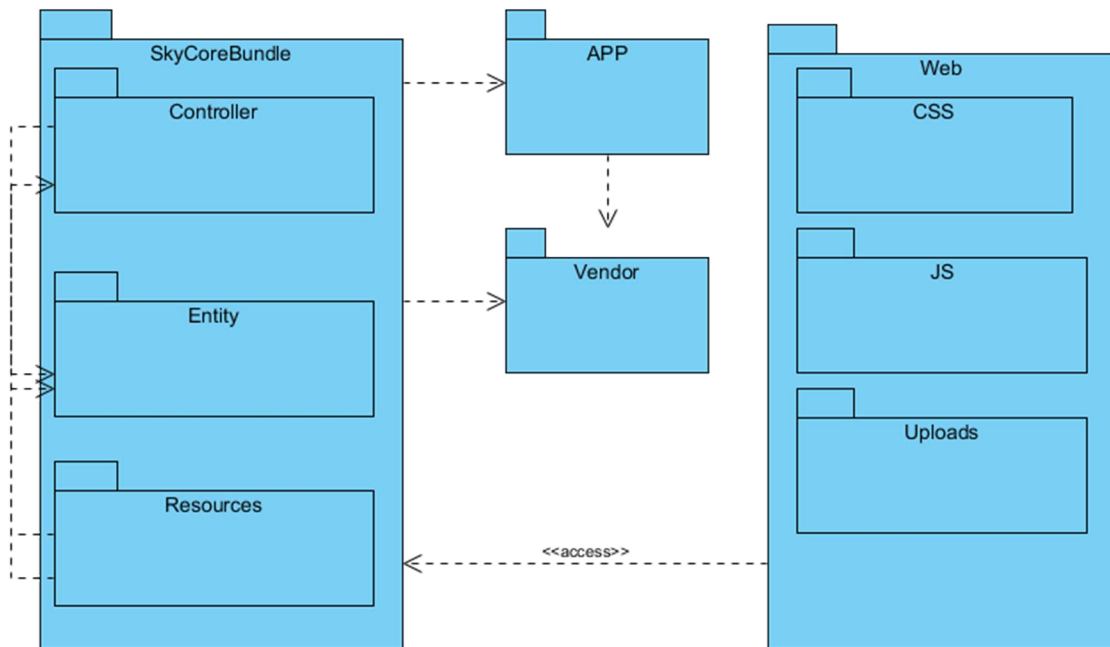 SkyCoreBundle
Controller
Entity
Resources
APP
Vendor
<<access>>
Web
CSS
JS
Uploads